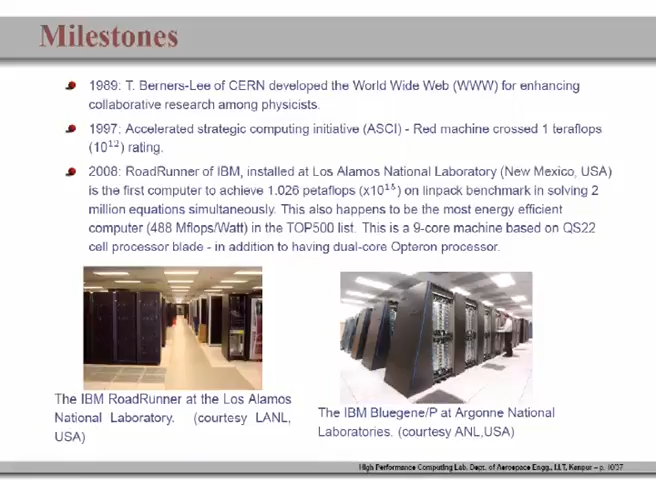 Milestones
1989: T. Berners-Lee of CERN developed the World Wide Web (WWW) for enhancing
collaborative research among physicists.
1997: Accelerated strategic computing initiative (ASCI) - Red machine crossed 1 teraflops
(10¹²) rating.
2008: RoadRunner of IBM, installed at Los Alamos National Laboratory (New Mexico, USA)
is the first computer to achieve 1.026 petaflops (x10¹⁵) on linpack benchmark in solving 2
million equations simultaneously. This also happens to be the most energy efficient
computer (488 Mflops/Watt) in the TOP500 list. This is a 9-core machine based on QS22
cell processor blade - in addition to having dual-core Opteron processor.
The IBM RoadRunner at the Los Alamos
National Laboratory. (courtesy LANL,
USA)
The IBM Bluegene/P at Argonne National
Laboratories. (courtesy ANL,USA)
High Performance Computing Lab. Dept. of Aerospace Engg., I.I.T. Kanpur – p. 10/37